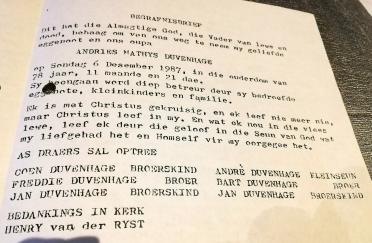 BEGRAFNISBRIEF
Dit het die Almagtige God, die Vader van lewe en
dood, behaag om van ons weg te neem my geliefde
eggenoot en ons oupa
ANDRIES MATHYS DUVENHAGE
op Sondag 6 Desember 1987, in die ouderdom van
78 jaar, 11 maande en 21 dae.
Sy heengaan word diep betreur deur sy bedroefde
eggenote, kleinkinders en familie.
Ek is met Christus gekruisig, en ek leef nie meer nie,
maar Christus leef in my. En wat ek nou in die vlees
lewe, leef ek deur die geloof in die Seun van God wat
my liefgehad het en Homself vir my oorgegee het.
AS DRAERS SAL OPTREE
COEN DUVENHAGE BROERSKIND ANDRÈ DUVENHAGE KLEINSEUN
FREDDIE DUVENHAGE BROER BART DUVENHAGE BROER
JAN DUVENHAGE BROERSKIND JAN DUVENHAGE BROERSKIND
BEDANKINGS IN KERK
HENRY van der RYST